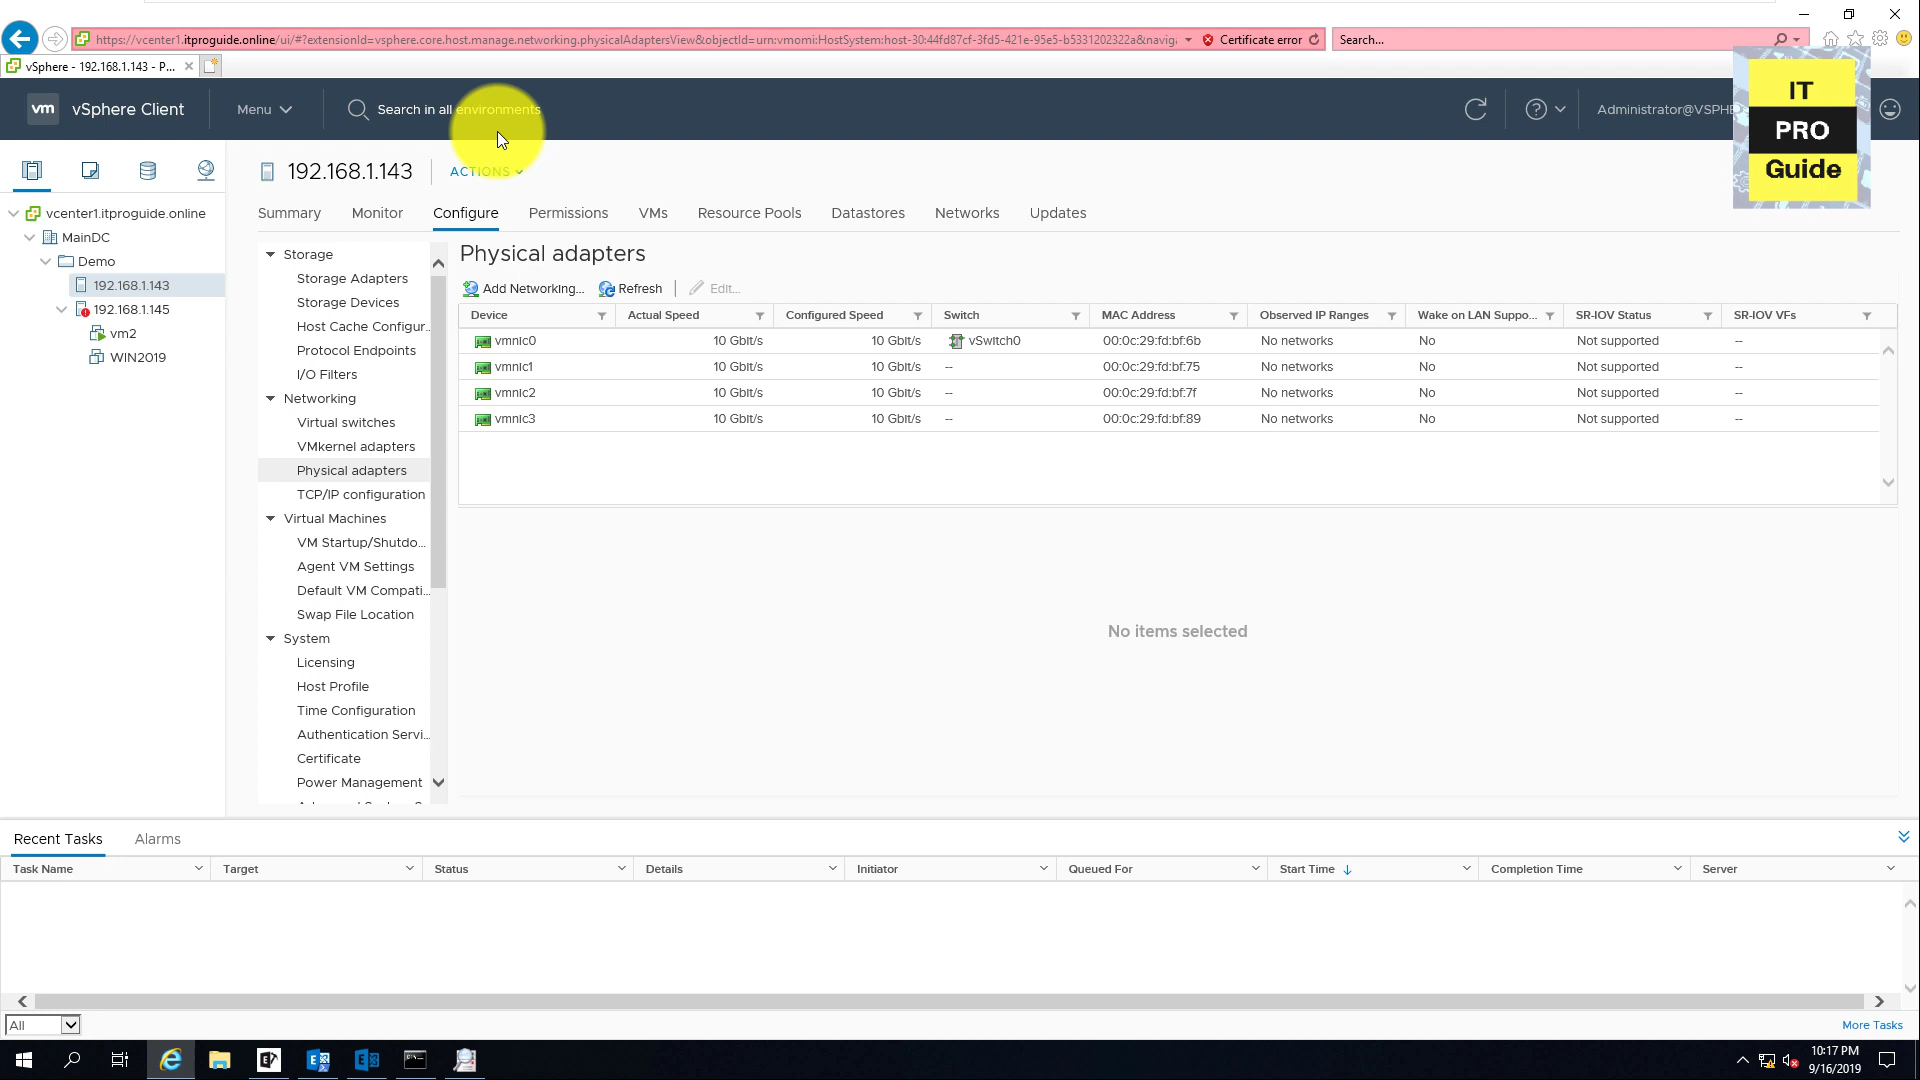 https://vcenter1.itproguide.online/ui/#?extensionId=vsphere.core.host.manage.networking.physicalAdaptersView&objectId=urn:vmomi:HostSystem:host-30:44fd87cf-3fd5-421e-95e5-b5331202322a&naviga
Certificate error
Search...
vSphere - 192.168.1.143 - P...
vm vSphere Client
Menu
Search in all environments
Administrator@VSPHE
IT
PRO
Guide
192.168.1.143
ACTIONS
Summary Monitor Configure Permissions VMs Resource Pools Datastores Networks Updates
vcenter1.itproguide.online
MainDC
Demo
192.168.1.143
192.168.1.145
vm2
WIN2019
Storage
Storage Adapters
Storage Devices
Host Cache Configur...
Protocol Endpoints
I/O Filters
Networking
Virtual switches
VMkernel adapters
Physical adapters
TCP/IP configuration
Virtual Machines
VM Startup/Shutdo...
Agent VM Settings
Default VM Compati...
Swap File Location
System
Licensing
Host Profile
Time Configuration
Authentication Servi...
Certificate
Power Management
Physical adapters
Add Networking... Refresh Edit...
Device Actual Speed Configured Speed Switch MAC Address Observed IP Ranges Wake on LAN Suppo... SR-IOV Status SR-IOV VFs
vmnic0 10 Gbit/s 10 Gbit/s vSwitch0 00:0c:29:fd:bf:6b No networks No Not supported --
vmnic1 10 Gbit/s 10 Gbit/s -- 00:0c:29:fd:bf:75 No networks No Not supported --
vmnic2 10 Gbit/s 10 Gbit/s -- 00:0c:29:fd:bf:7f No networks No Not supported --
vmnic3 10 Gbit/s 10 Gbit/s -- 00:0c:29:fd:bf:89 No networks No Not supported --
No items selected
Recent Tasks Alarms
Task Name Target Status Details Initiator Queued For Start Time Completion Time Server
All
More Tasks
10:17 PM
9/16/2019